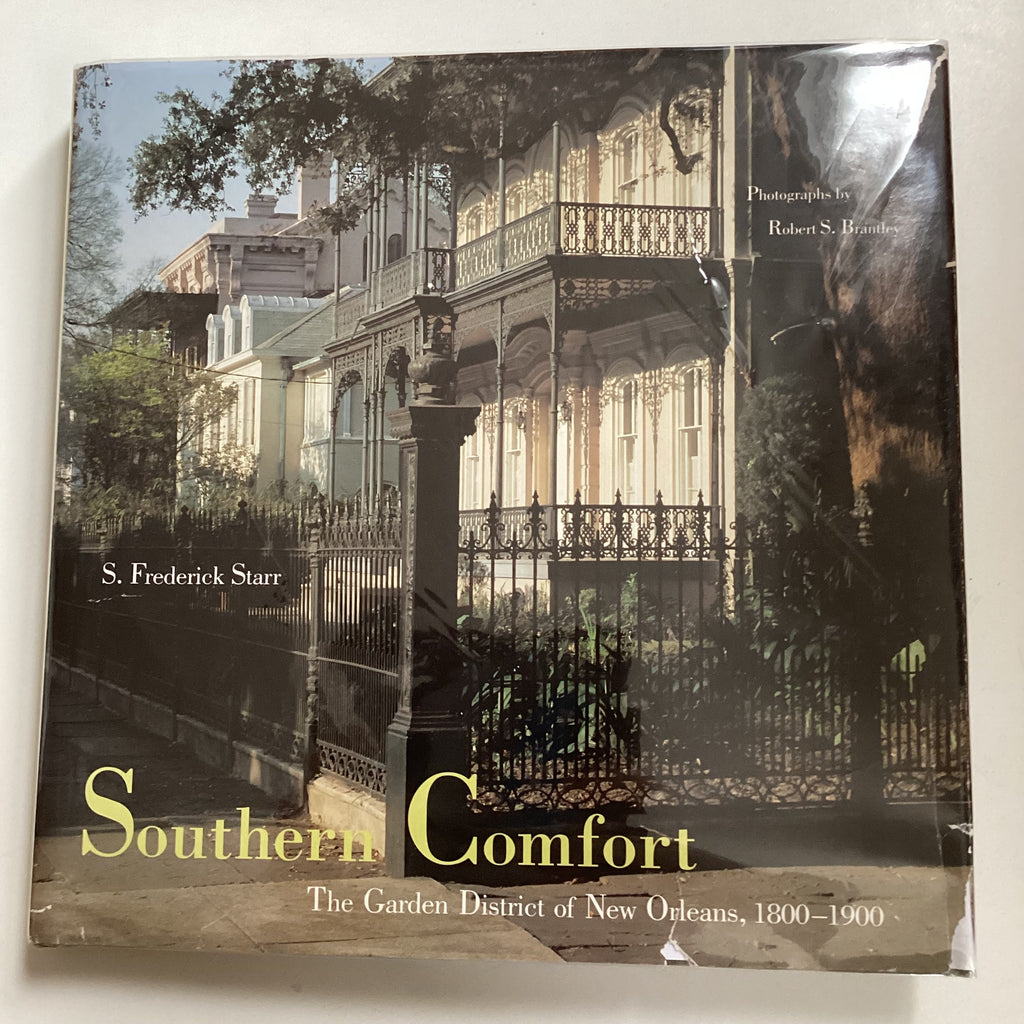 Photographs by
Robert S. Brantley
S. Frederick Starr
Southern Comfort
The Garden District of New Orleans, 1800–1900